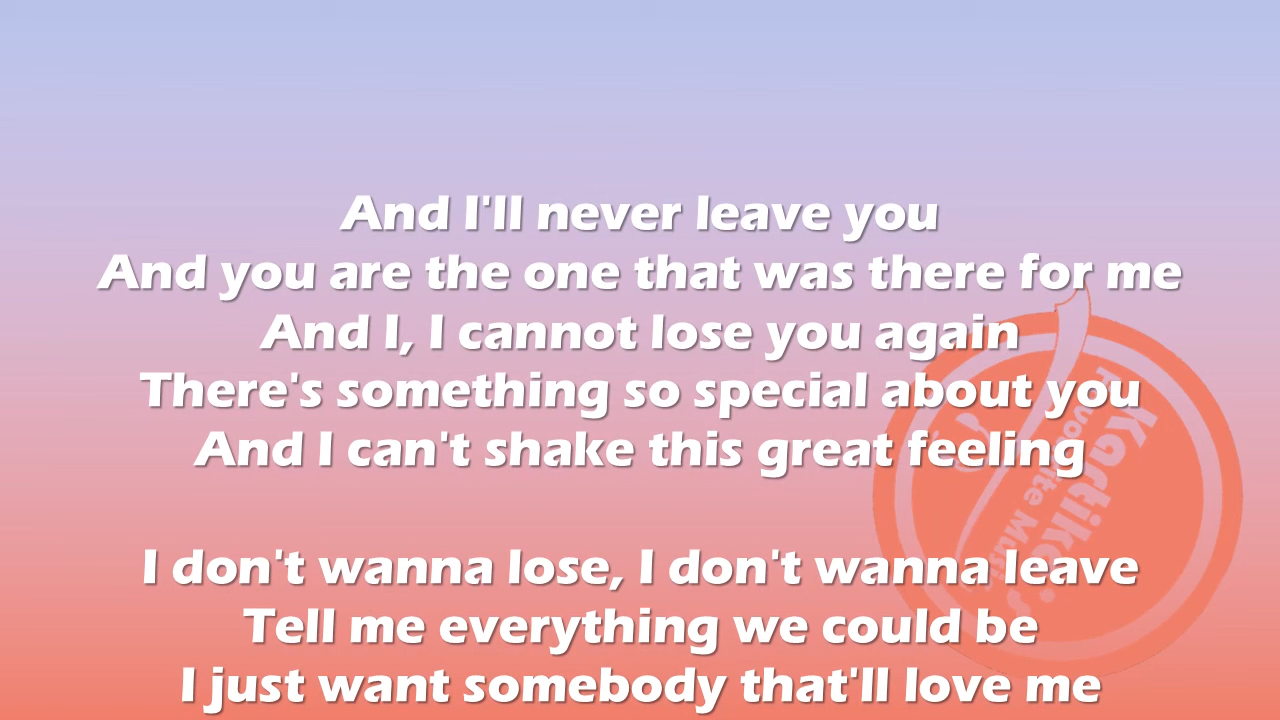 And I'll never leave you
And you are the one that was there for me
And I, I cannot lose you again
There's something so special about you
And I can't shake this great feeling
I don't wanna lose, I don't wanna leave
Tell me everything we could be
I just want somebody that'll love me